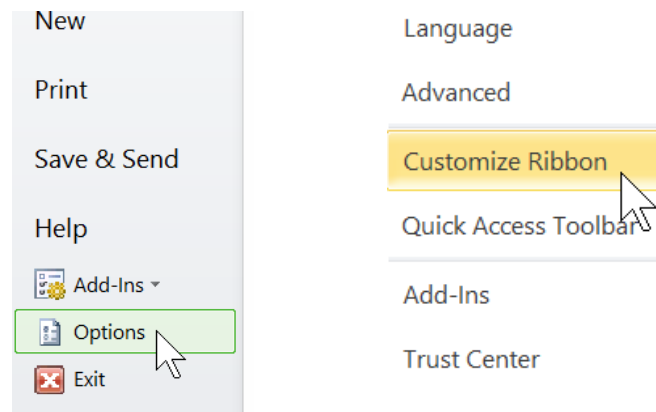 New
Print
Save & Send
Help
Add-Ins
Options
Exit
Language
Advanced
Customize Ribbon
Quick Access Toolbar
Add-Ins
Trust Center